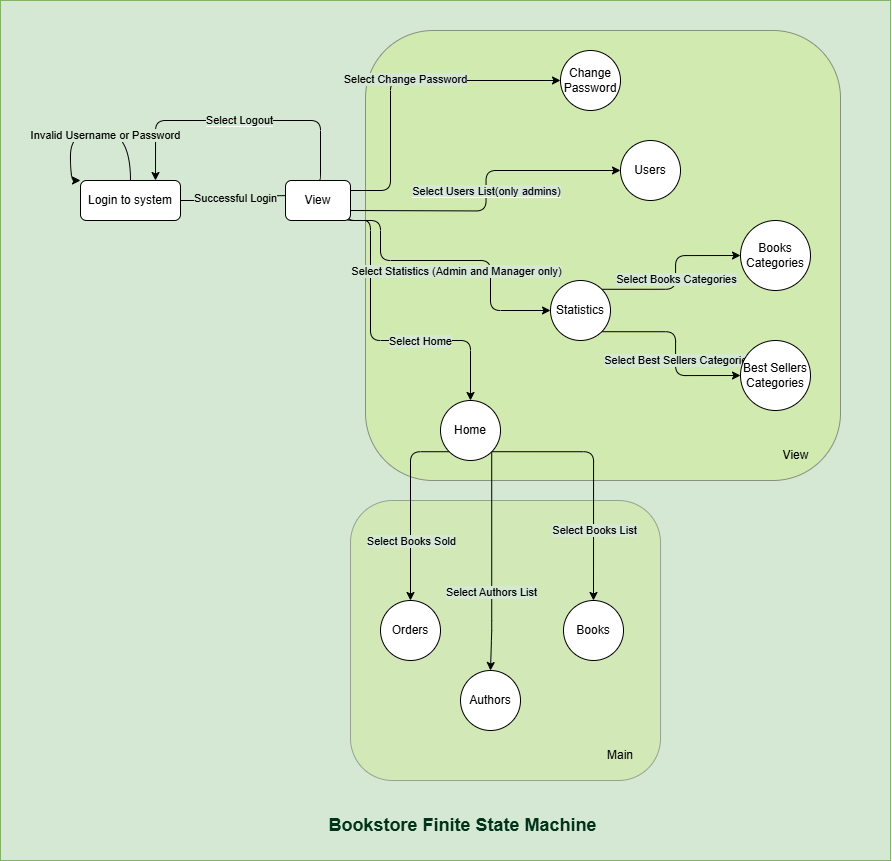 Select Change Password
Change
Password
Select Logout
Invalid Username or Password
Users
Select Users List(only admins)
Login to system
Successful Login
View
Books
Categories
Select Statistics (Admin and Manager only)
Select Books Categories
Statistics
Select Home
Select Best Sellers Categorie
Best Sellers
Categories
Home
View
Select Books List
Select Books Sold
Select Authors List
Orders
Books
Authors
Main
Bookstore Finite State Machine